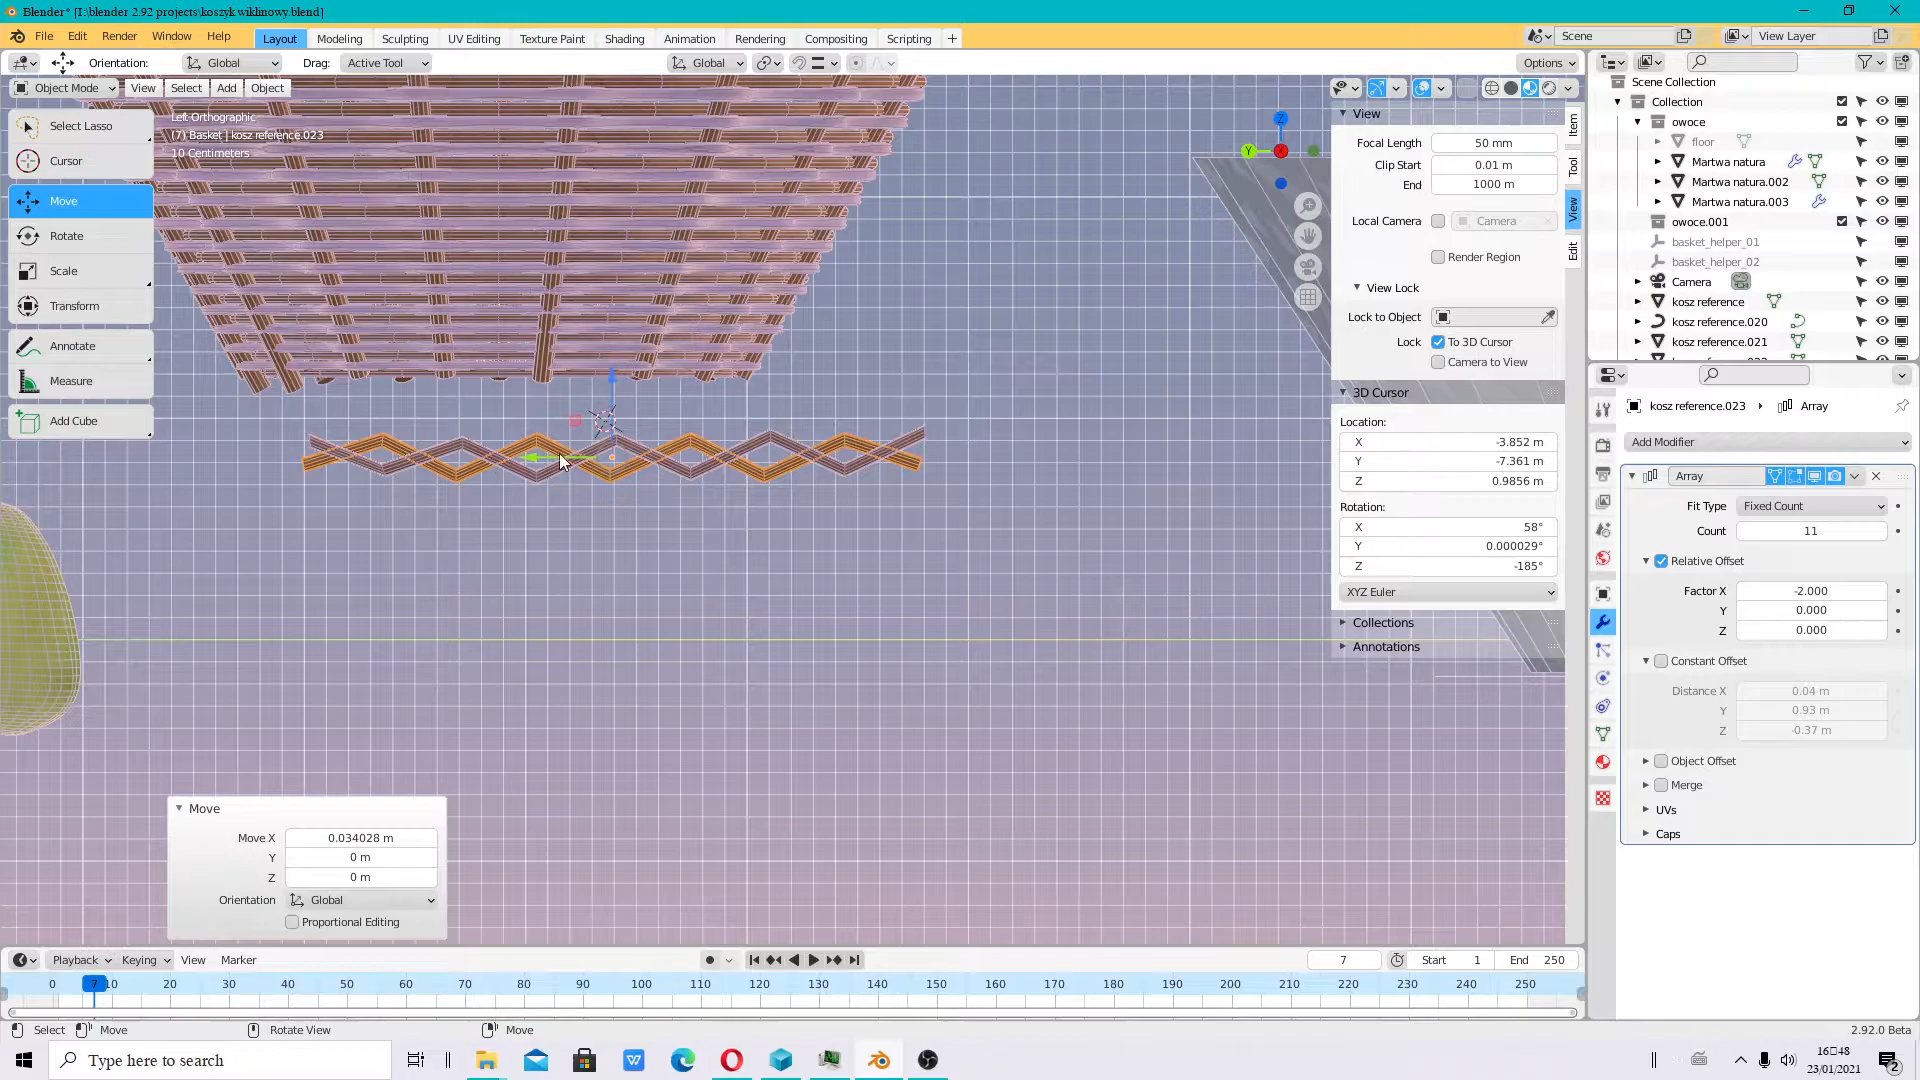 Blender* [I:\blender 2.92 projects\koszyk wiklinowy.blend]
File Edit Render Window Help Layout Modeling Sculpting UV Editing Texture Paint Shading Animation Rendering Compositing Scripting + Scene View Layer
Orientation: Global Drag: Active Tool Global Options
Object Mode View Select Add Object
Left Orthographic
(7) Basket | kosz reference.023
10 Centimeters
Select Lasso
Cursor
Move
Rotate
Scale
Transform
Annotate
Measure
Add Cube
Z
Y
X
View
Focal Length 50 mm
Clip Start 0.01 m
End 1000 m
Local Camera Camera
Render Region
View Lock
Lock to Object
Lock To 3D Cursor
Camera to View
3D Cursor
Location:
X -3.852 m
Y -7.361 m
Z 0.9856 m
Rotation:
X 58°
Y 0.000029°
Z -185°
XYZ Euler
Collections
Annotations
Item
Tool
View
Edit
Scene Collection
Collection
owoce
floor
Martwa natura
Martwa natura.002
Martwa natura.003
owoce.001
basket_helper_01
basket_helper_02
Camera
kosz reference
kosz reference.020
kosz reference.021
kosz reference.023 Array
Add Modifier
Array
Fit Type Fixed Count
Count 11
Relative Offset
Factor X -2.000
Y 0.000
Z 0.000
Constant Offset
Distance X 0.04 m
Y 0.93 m
Z -0.37 m
Object Offset
Merge
UVs
Caps
Move
Move X 0.034028 m
Y 0 m
Z 0 m
Orientation Global
Proportional Editing
Playback Keying View Marker 7 Start 1 End 250
0 7 10 20 30 40 50 60 70 80 90 100 110 120 130 140 150 160 170 180 190 200 210 220 230 240 250
Select Move Rotate View Move 2.92.0 Beta
Type here to search
16:48
23/01/2021
2